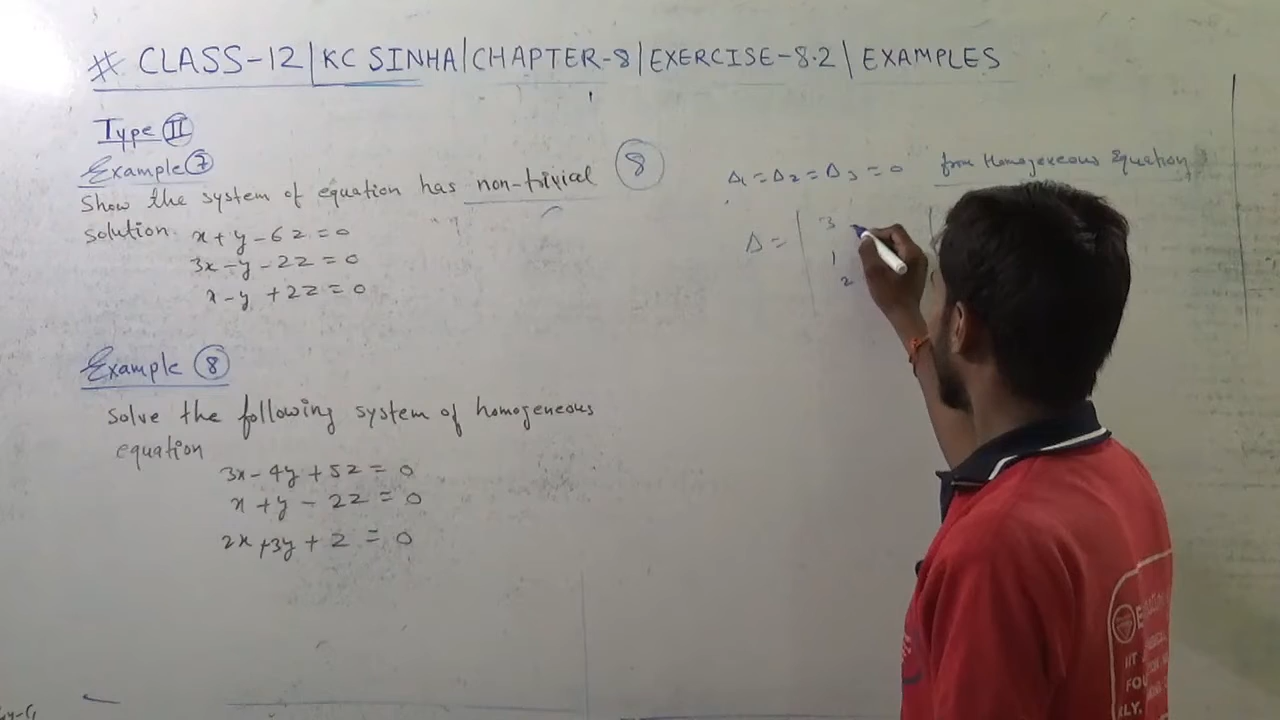 # CLASS-12|KC SINHA|CHAPTER-8|EXERCISE-8.2|EXAMPLES
Type II
Example 7
Show the system of equation has non-trivial
solution.
x + y - 6z = 0
3x - y - 2z = 0
x - y + 2z = 0
Example 8
Solve the following system of homogeneous
equation
3x - 4y + 5z = 0
x + y - 2z = 0
2x + 3y + z = 0
8
Δ1 = Δ2 = Δ3 = 0 from Homogeneous Equation
Δ = | 3
1
2
IIT
FOU